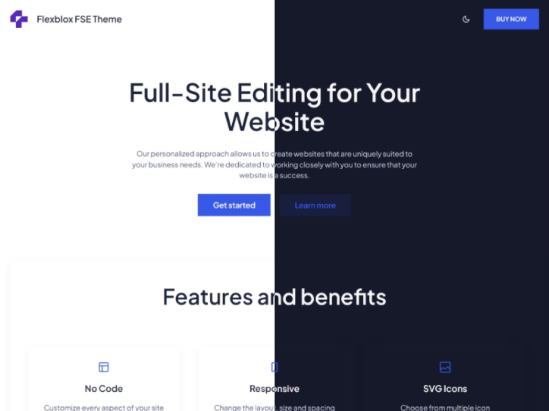 Flexblox FSE Theme
BUY NOW
Full-Site Editing for Your
Website
Our personalized approach allows us to create websites that are uniquely suited to
your business needs. We're dedicated to working closely with you to ensure that your
website is a success.
Get started
Learn more
Features and benefits
No Code
Responsive
SVG Icons
Customize every aspect of your site
Change the layout, size and spacing
Choose from multiple icon